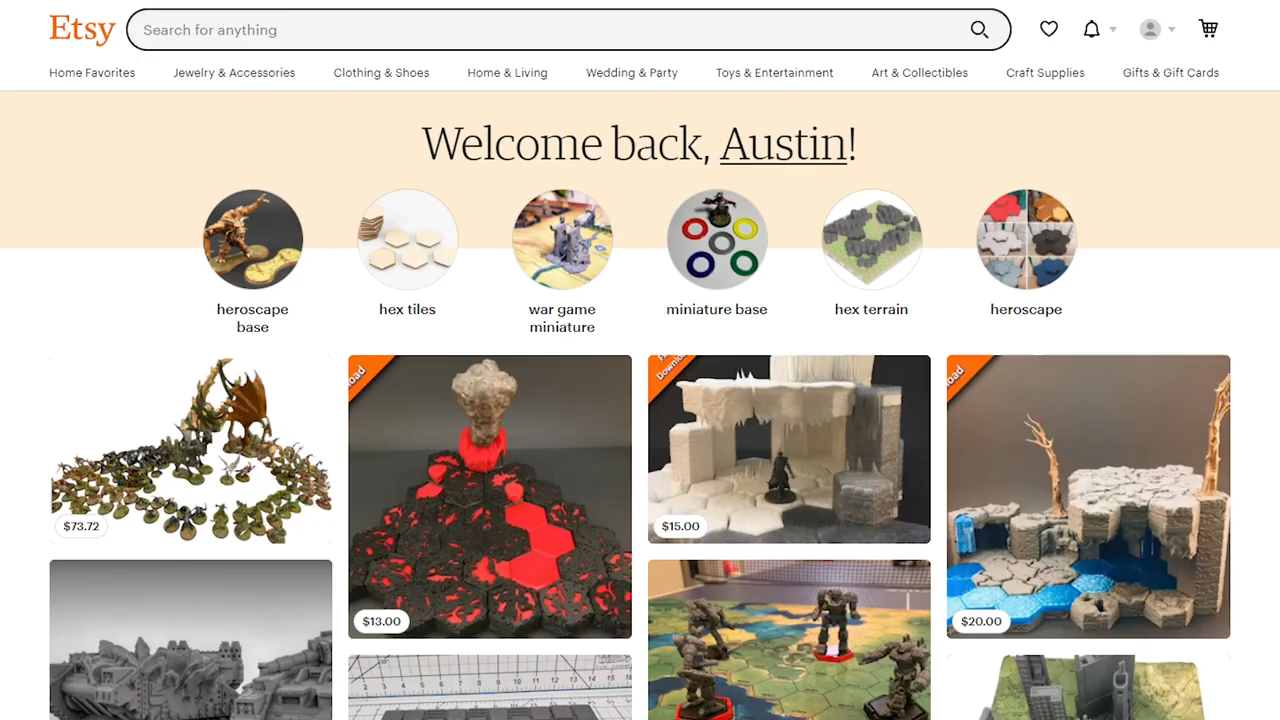 Etsy
Search for anything
Home Favorites
Jewelry & Accessories
Clothing & Shoes
Home & Living
Wedding & Party
Toys & Entertainment
Art & Collectibles
Craft Supplies
Gifts & Gift Cards
Welcome back, Austin!
heroscape
base
hex tiles
war game
miniature
miniature base
hex terrain
heroscape
$73.72
$13.00
$15.00
$20.00